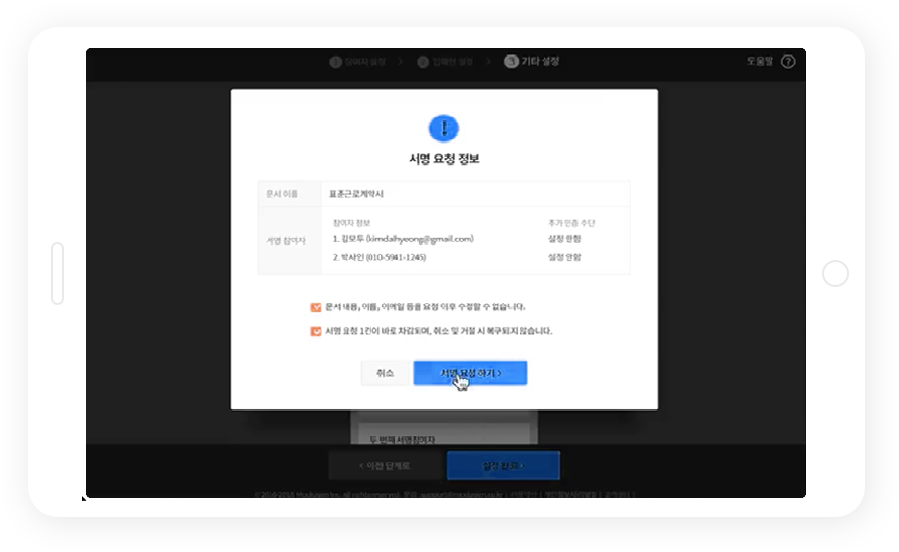 1 참여자 설정 > 2 입력란 설정 > 3 기타 설정
도움말 ?
서명 요청 정보
문서 이름 표준근로계약서
서명 참여자
참여자 정보 추가 인증 수단
1. 김모두 (kimdaihyeong@gmail.com) 설정 안함
2. 박사인 (010-5941-1245) 설정 안함
문서 내용, 이름, 이메일 등을 요청 이후 수정할 수 없습니다.
서명 요청 1건이 바로 차감되며, 취소 및 거절 시 복구되지 않습니다.
취소 서명 요청 하기 >
두 번째 서명참여자
< 이전 단계로 설정 완료 >